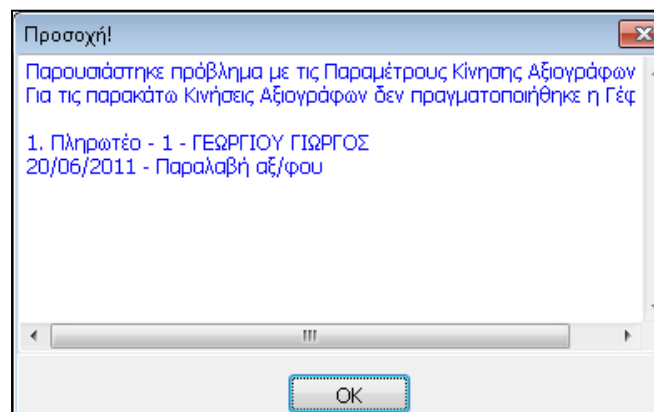 Προσοχή!
Παρουσιάστηκε πρόβλημα με τις Παραμέτρους Κίνησης Αξιογράφων
Για τις παρακάτω Κινήσεις Αξιογράφων δεν πραγματοποιήθηκε η Γέφ
1. Πληρωτέο - 1 - ΓΕΩΡΓΙΟΥ ΓΙΩΡΓΟΣ
20/06/2011 - Παραλαβή αξ/φου
OK